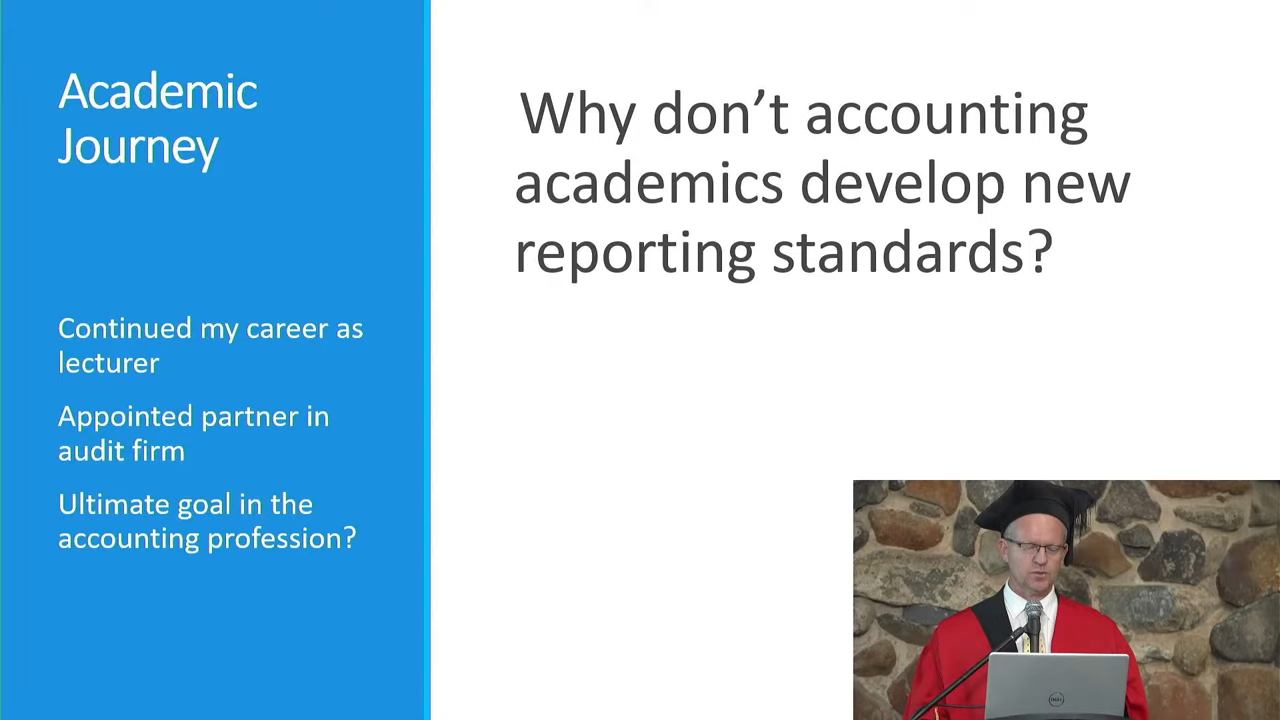 Academic
Journey
Continued my career as
lecturer
Appointed partner in
audit firm
Ultimate goal in the
accounting profession?
Why don’t accounting
academics develop new
reporting standards?
DELL